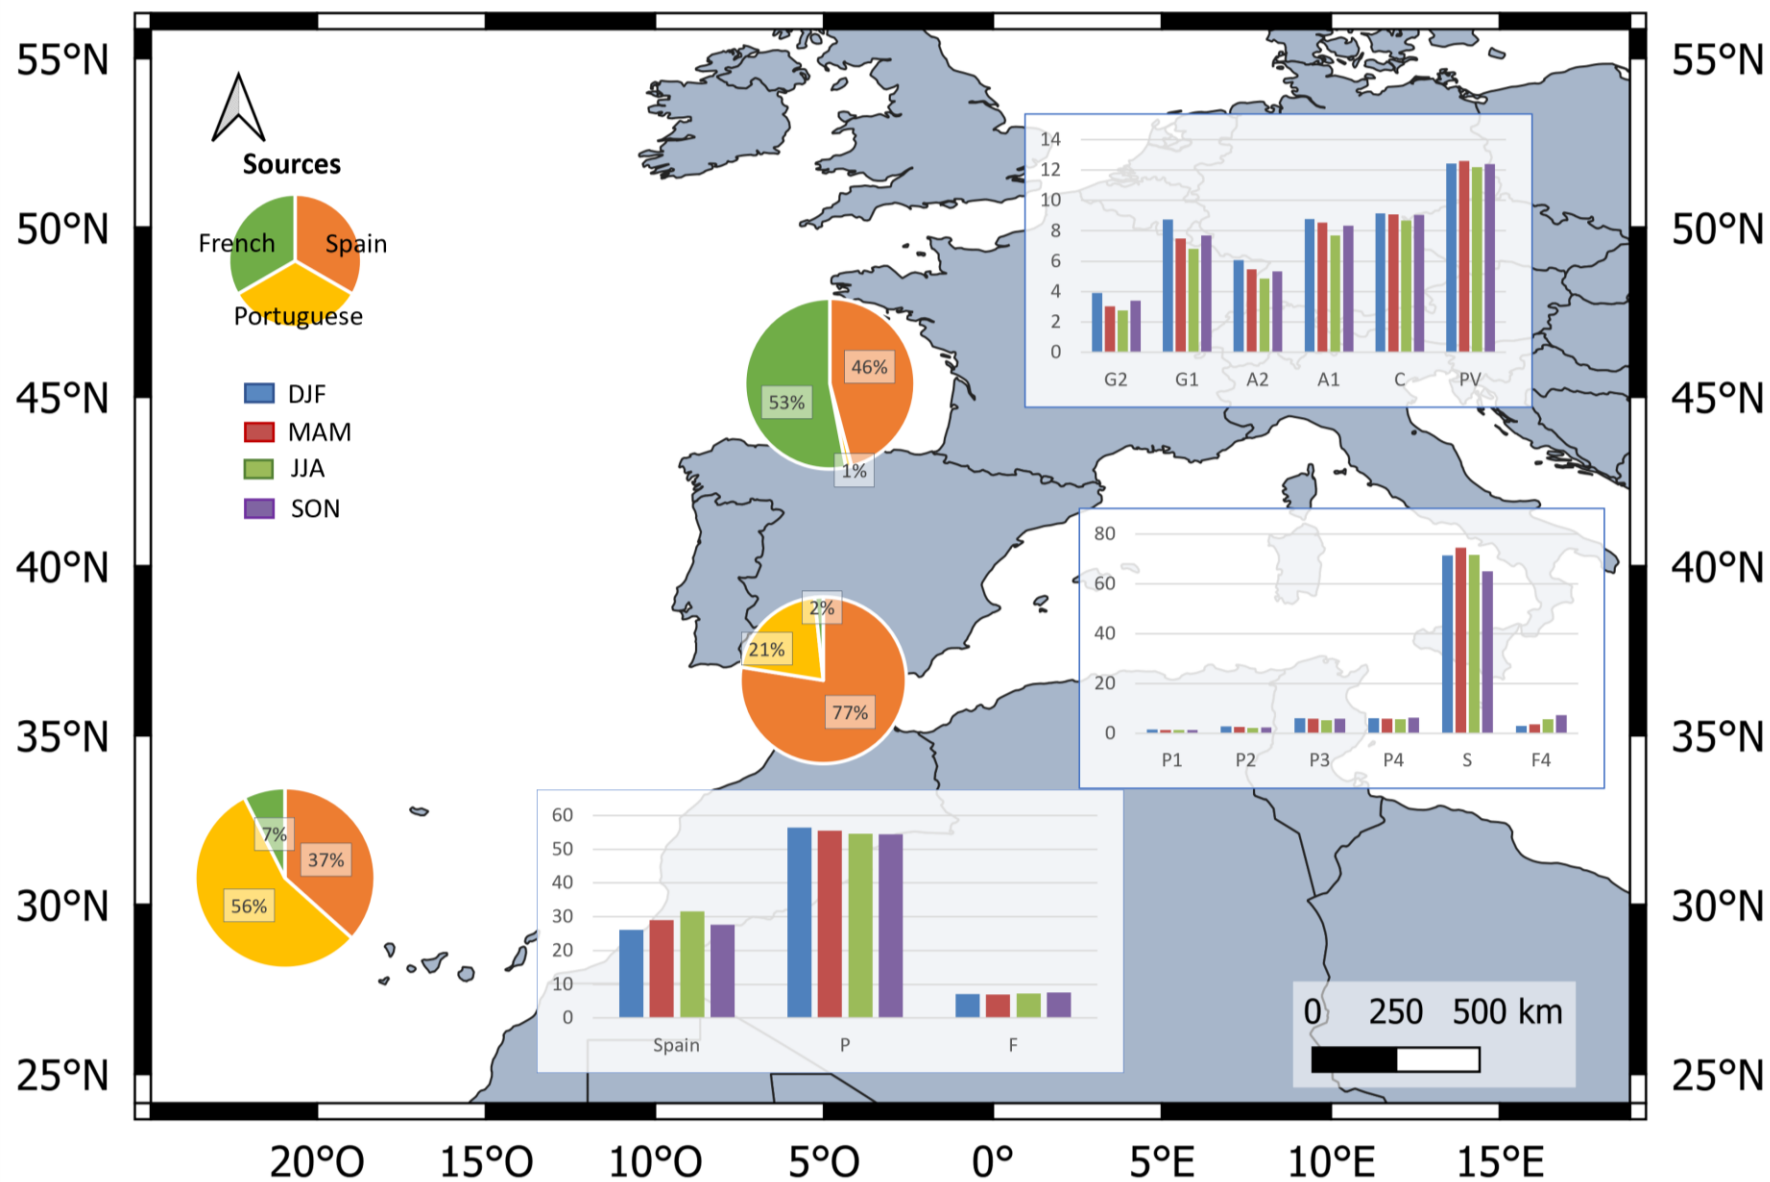 55°N
50°N
45°N
40°N
35°N
30°N
25°N
Sources
French
Spain
Portuguese
DJF
MAM
JJA
SON
46%
53%
1%
2%
21%
77%
7%
37%
56%
14
12
10
8
6
4
2
0
G2 G1 A2 A1 C PV
80
60
40
20
0
P1 P2 P3 P4 S F4
60
50
40
30
20
10
0
Spain P F
0 250 500 km
55°N
50°N
45°N
40°N
35°N
30°N
25°N
20°O 15°O 10°O 5°O 0° 5°E 10°E 15°E